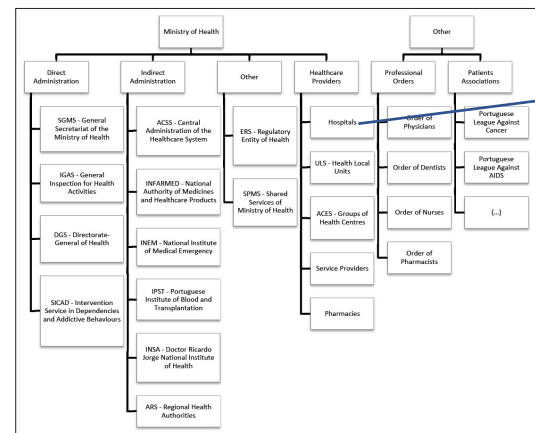 Ministry of Health
Other
Direct
Administration
Indirect
Administration
Other
Healthcare
Providers
Professional
Orders
Patients
Associations
SGMS - General
Secretariat of the
Ministry of Health
IGAS - General
Inspection for Health
Activities
DGS - Directorate-
General of Health
SICAD - Intervention
Service in Dependencies
and Addictive Behaviours
ACSS - Central
Administration of the
Healthcare System
INFARMED - National
Authority of Medicines
and Healthcare Products
INEM - National Institute
of Medical Emergency
IPST - Portuguese
Institute of Blood and
Transplantation
INSA - Doctor Ricardo
Jorge National Institute
of Health
ARS - Regional Health
Authorities
ERS - Regulatory
Entity of Health
SPMS - Shared
Services of
Ministry of Health
Hospitals
ULS - Health Local
Units
ACES - Groups of
Health Centres
Service Providers
Pharmacies
Order of
Physicians
Order of Dentists
Order of Nurses
Order of
Pharmacists
Portuguese
League Against
Cancer
Portuguese
League Against
AIDS
(...)